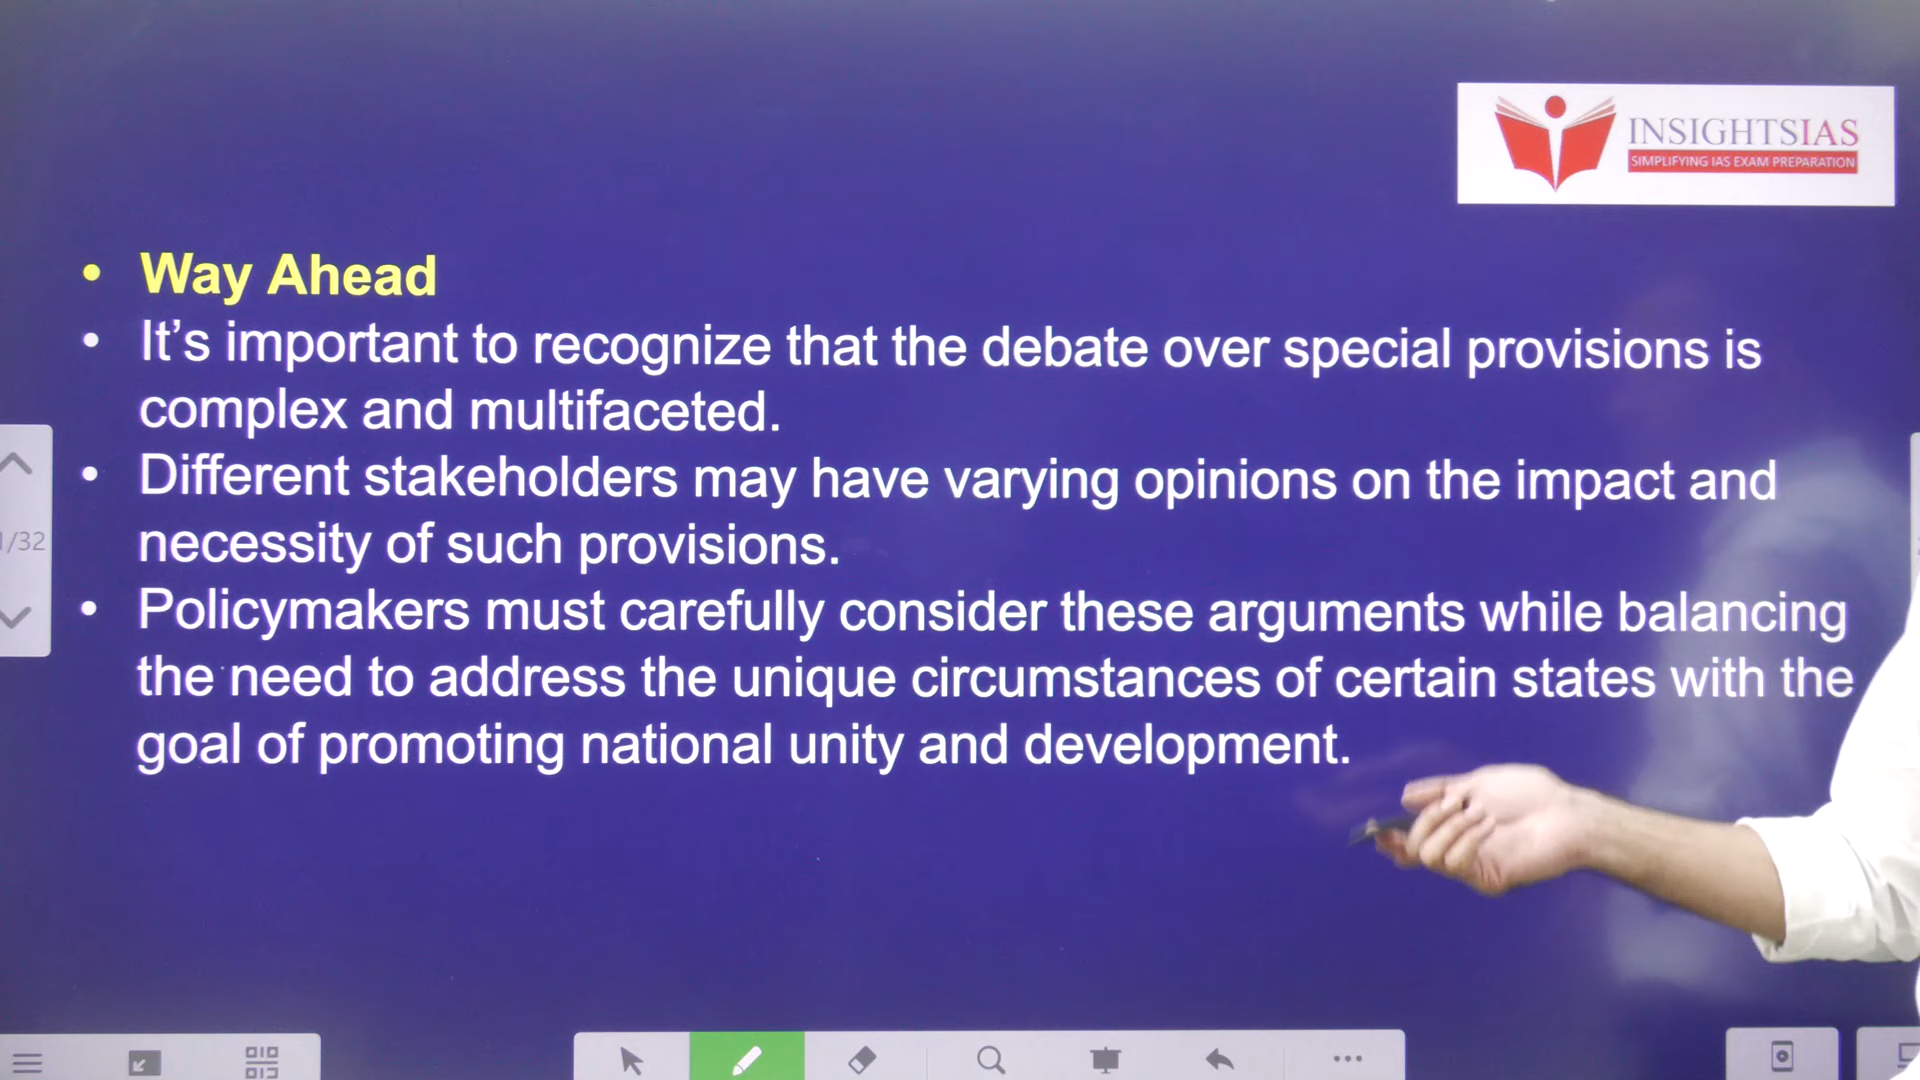 INSIGHTSIAS
SIMPLIFYING IAS EXAM PREPARATION
• Way Ahead
• It’s important to recognize that the debate over special provisions is
complex and multifaceted.
• Different stakeholders may have varying opinions on the impact and
necessity of such provisions.
/32
• Policymakers must carefully consider these arguments while balancing
the need to address the unique circumstances of certain states with the
goal of promoting national unity and development.